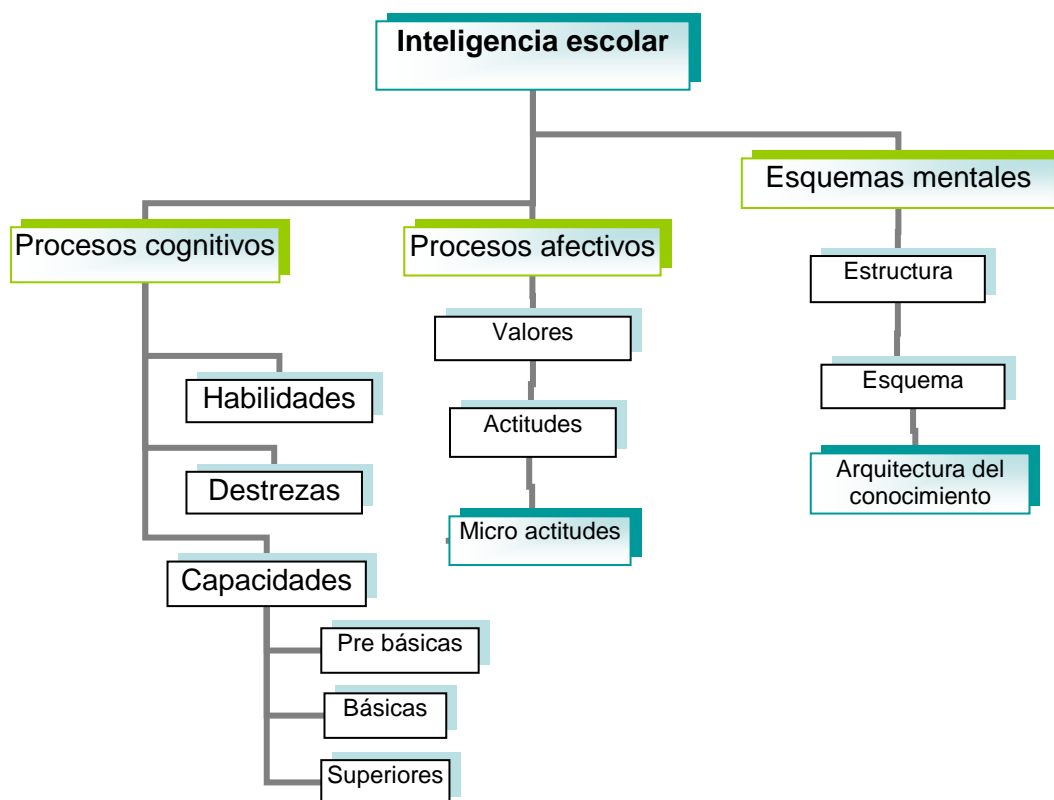 Inteligencia escolar
Procesos cognitivos
Habilidades
Destrezas
Capacidades
Pre básicas
Básicas
Superiores
Procesos afectivos
Valores
Actitudes
Micro actitudes
Esquemas mentales
Estructura
Esquema
Arquitectura del
conocimiento